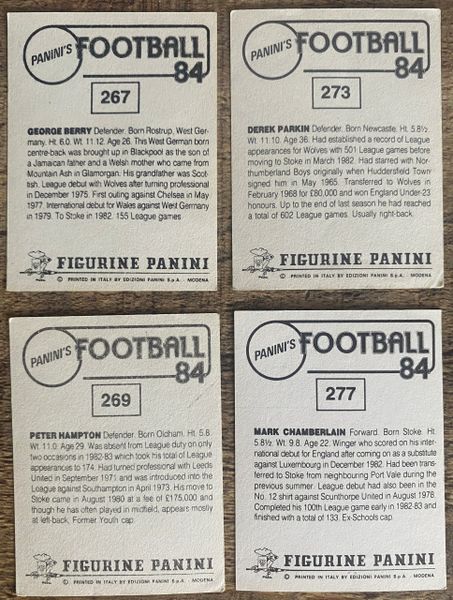 PANINI'S
FOOTBALL
84
267
GEORGE BERRY Defender. Born Rostrup, West Ger-
many. Ht. 6.0. Wt. 11.12. Age 26. This West German born
centre-back was brought up in Blackpool as the son of
a Jamaican father and a Welsh mother who came from
Mountain Ash in Glamorgan. His grandfather was Scot-
tish. League debut with Wolves after turning professional
in December 1975. First outing against Chelsea in May
1977. International debut for Wales against West Germany
in 1979. To Stoke in 1982. 155 League games
FIGURINE PANINI
© PRINTED IN ITALY BY EDIZIONI PANINI S.p.A. - MODENA
PANINI'S
FOOTBALL
84
273
DEREK PARKIN Defender. Born Newcastle. Ht. 5.8½.
Wt. 11.10. Age 36. Had established a record of League
appearances for Wolves with 501 League games before
moving to Stoke in March 1982. Had starred with Nor-
thumberland Boys originally when Huddersfield Town
signed him in May 1965. Transferred to Wolves in
February 1968 for £80,000 and won England Under-23
honours. Up to the end of last season he had reached
a total of 602 League games. Usually right-back.
FIGURINE PANINI
© PRINTED IN ITALY BY EDIZIONI PANINI S.p.A. - MODENA
PANINI'S
FOOTBALL
84
269
PETER HAMPTON Defender. Born Oldham. Ht. 5.8.
Wt. 11.0. Age 29. Was absent from League duty on only
two occasions in 1982-83 which took his total of League
appearances to 174. Had turned professional with Leeds
United in September 1971 and was introduced into the
League against Southampton in April 1973. His move to
Stoke came in August 1980 at a fee of £175,000 and
though he has often played in midfield, appears mostly
at left-back. Former Youth cap.
FIGURINE PANINI
© PRINTED IN ITALY BY EDIZIONI PANINI S.p.A. - MODENA
PANINI'S
FOOTBALL
84
277
MARK CHAMBERLAIN Forward. Born Stoke. Ht.
5.8½. Wt. 9.8. Age 22. Winger who scored on his inter-
national debut for England after coming on as a substitute
against Luxembourg in December 1982. Had been trans-
ferred to Stoke from neighbouring Port Vale during the
previous summer. League debut had also been in the
No. 12 shirt against Scunthorpe United in August 1978.
Completed his 100th League game early in 1982-83 and
finished with a total of 133. Ex-Schools cap.
FIGURINE PANINI
© PRINTED IN ITALY BY EDIZIONI PANINI S.p.A. - MODENA